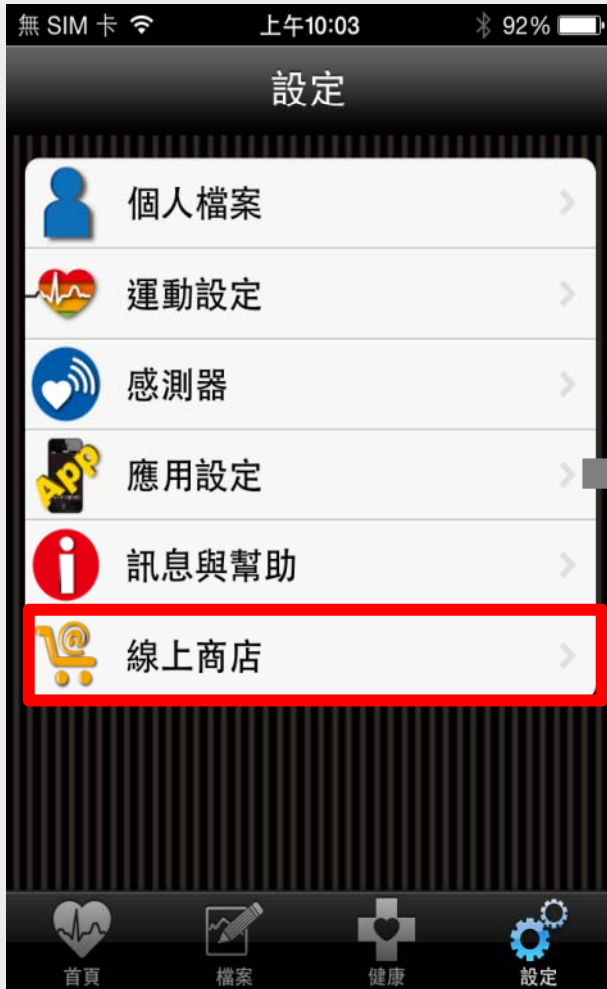 無 SIM 卡 上午10:03 92%
設定
個人檔案
運動設定
感測器
App
應用設定
訊息與幫助
@
線上商店
首頁 檔案 健康 設定